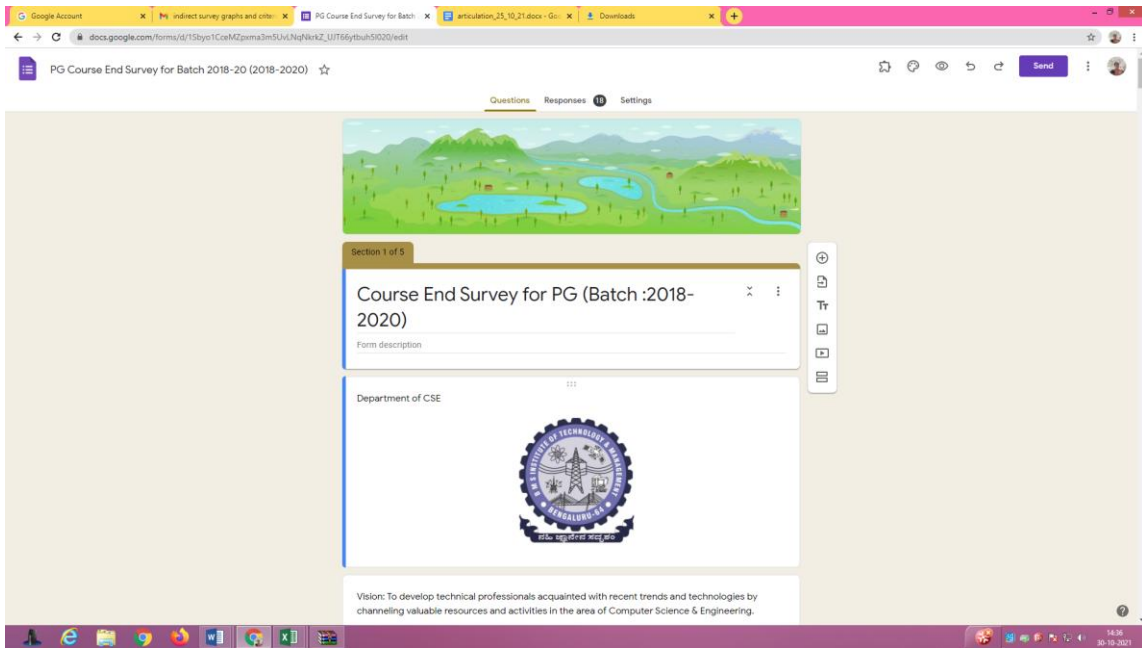 Google Account
indirect survey graphs and criter
PG Course End Survey for Batch
articulation_25_10_21.docx - Goo
Downloads
docs.google.com/forms/d/
/edit
PG Course End Survey for Batch 2018-20 (2018-2020)
Send
Questions Responses 18 Settings
Section 1 of 5
Course End Survey for PG (Batch :2018-
2020)
Form description
Department of CSE
B M S INSTITUTE OF TECHNOLOGY & MANAGEMENT
BENGALURU-64
Vision: To develop technical professionals acquainted with recent trends and technologies by
channeling valuable resources and activities in the area of Computer Science & Engineering.
14:36
30-10-2021